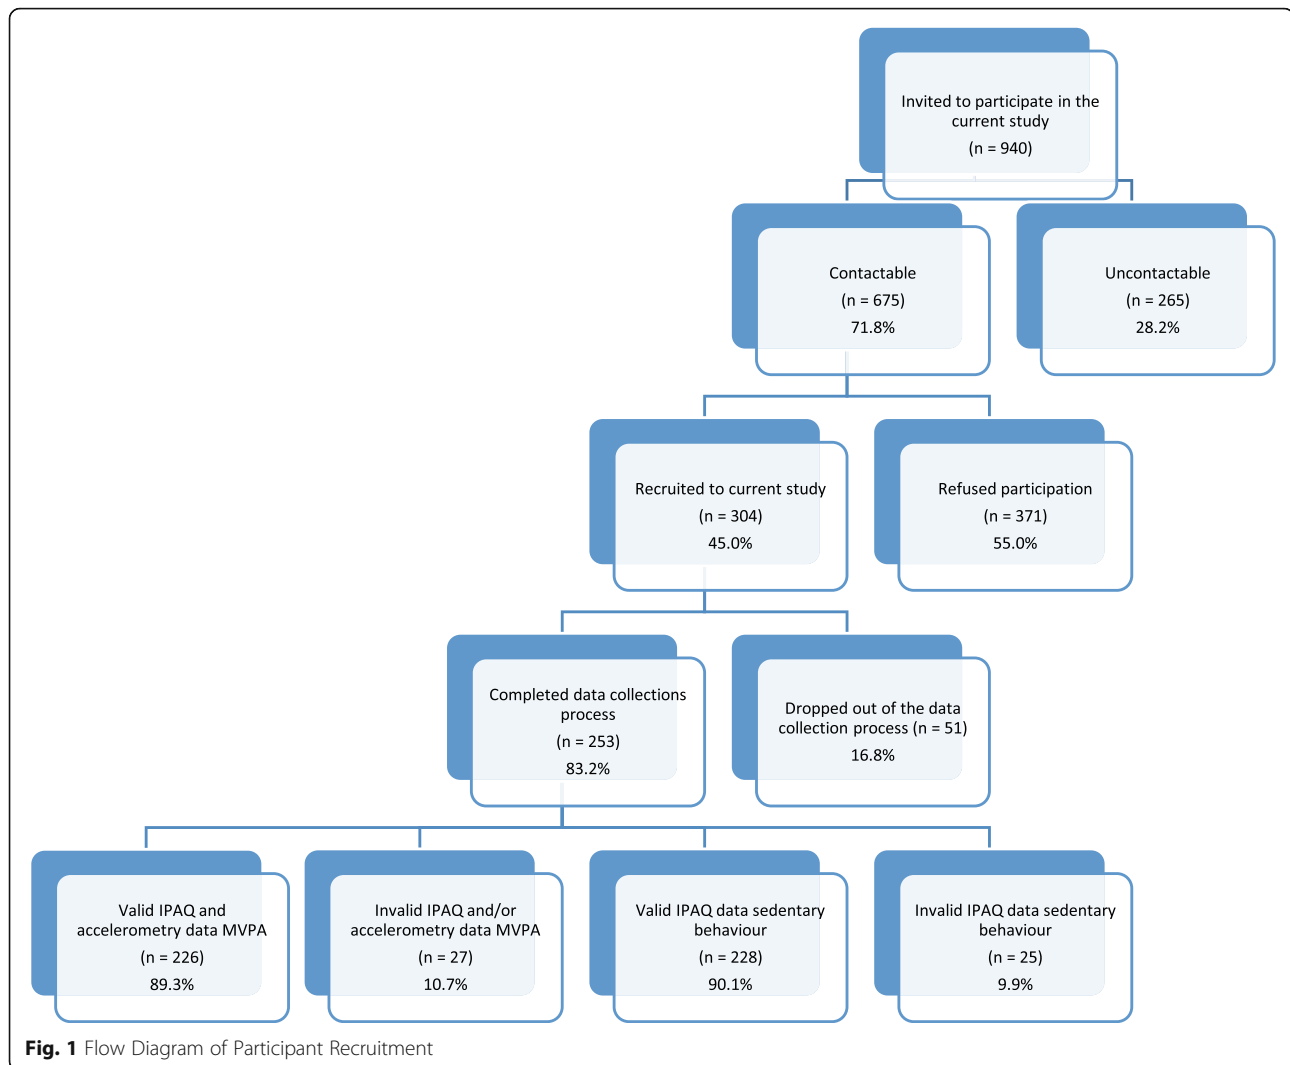 Invited to participate in the
current study
(n = 940)
Contactable
(n = 675)
71.8%
Uncontactable
(n = 265)
28.2%
Recruited to current study
(n = 304)
45.0%
Refused participation
(n = 371)
55.0%
Completed data collections
process
(n = 253)
83.2%
Dropped out of the data
collection process (n = 51)
16.8%
Valid IPAQ and
accelerometry data MVPA
(n = 226)
89.3%
Invalid IPAQ and/or
accelerometry data MVPA
(n = 27)
10.7%
Valid IPAQ data sedentary
behaviour
(n = 228)
90.1%
Invalid IPAQ data sedentary
behaviour
(n = 25)
9.9%
Fig. 1 Flow Diagram of Participant Recruitment